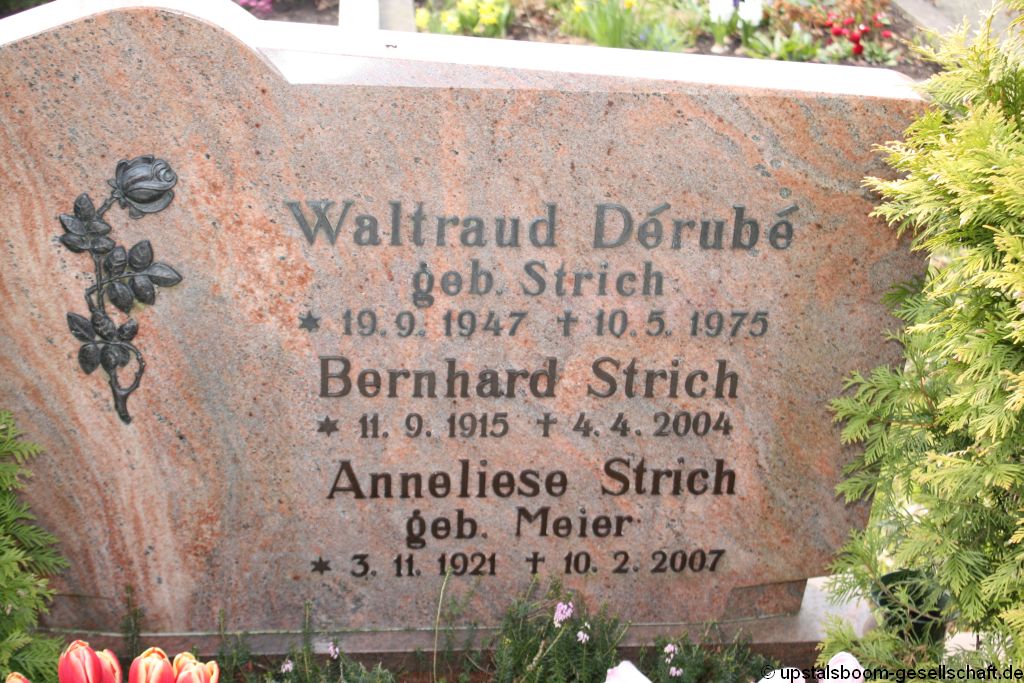 Waltraud Dérubé
geb. Strich
* 19. 9. 1947 † 10. 5. 1975
Bernhard Strich
* 11. 9. 1915 † 4. 4. 2004
Anneliese Strich
geb. Meier
* 3. 11. 1921 † 10. 2. 2007
© upstalsboom-gesellschaft.de